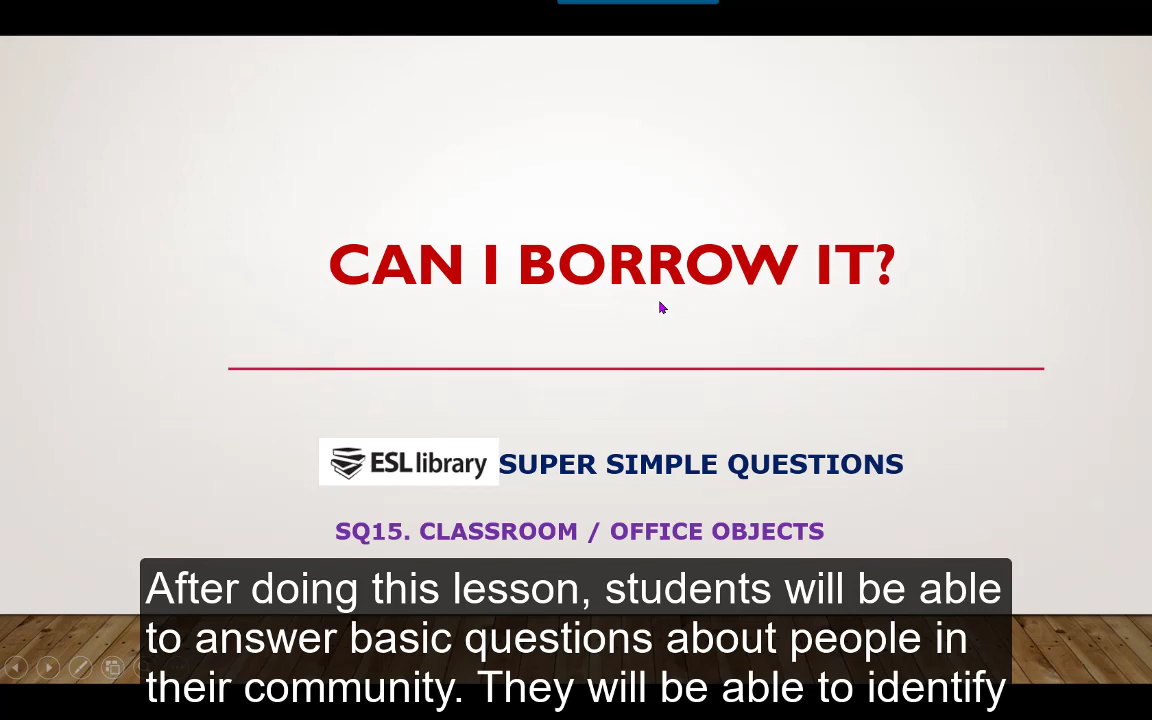 CAN I BORROW IT?
ESL library SUPER SIMPLE QUESTIONS
SQ15. CLASSROOM / OFFICE OBJECTS
After doing this lesson, students will be able
to answer basic questions about people in
their community. They will be able to identify